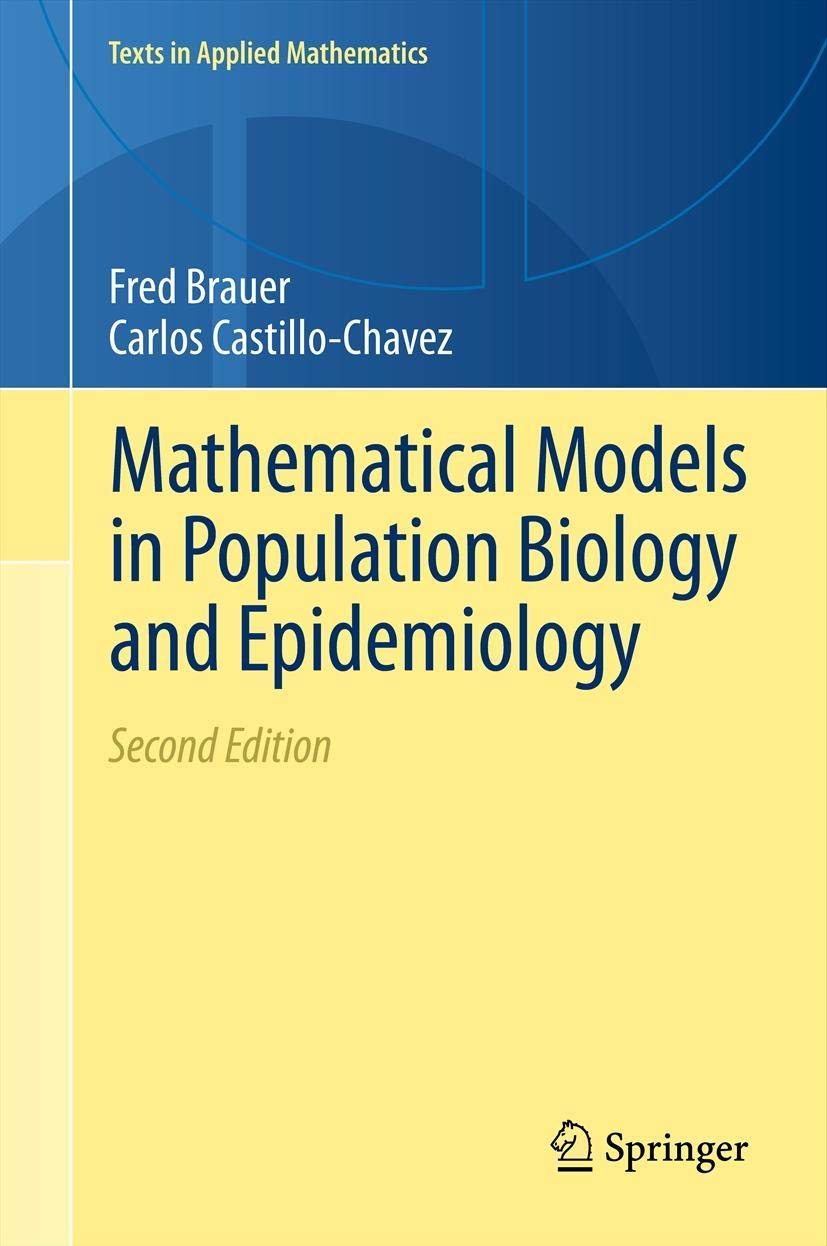 Texts in Applied Mathematics
Fred Brauer
Carlos Castillo-Chavez
Mathematical Models
in Population Biology
and Epidemiology
Second Edition
Springer